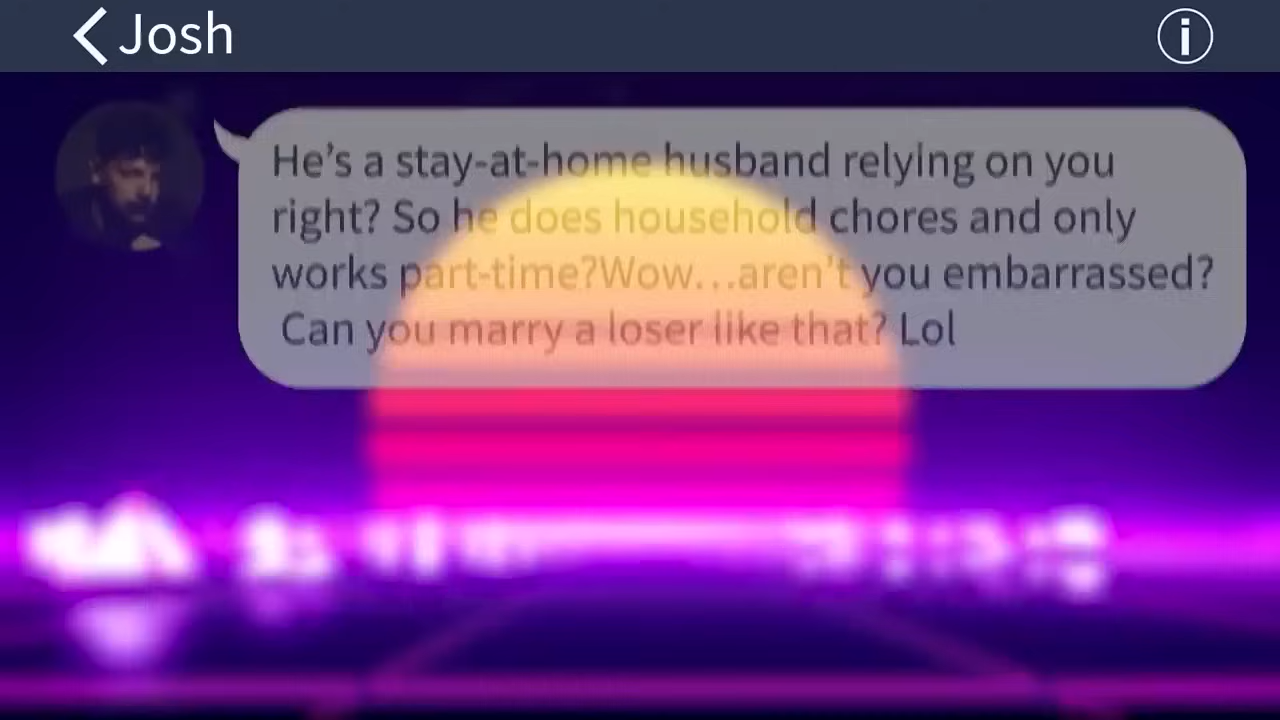 Josh
He's a stay-at-home husband relying on you
right? So he does household chores and only
works part-time?Wow...aren't you embarrassed?
Can you marry a loser like that? Lol